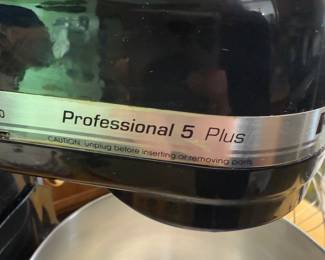 Professional 5 Plus
CAUTION: Unplug before inserting or removing parts.